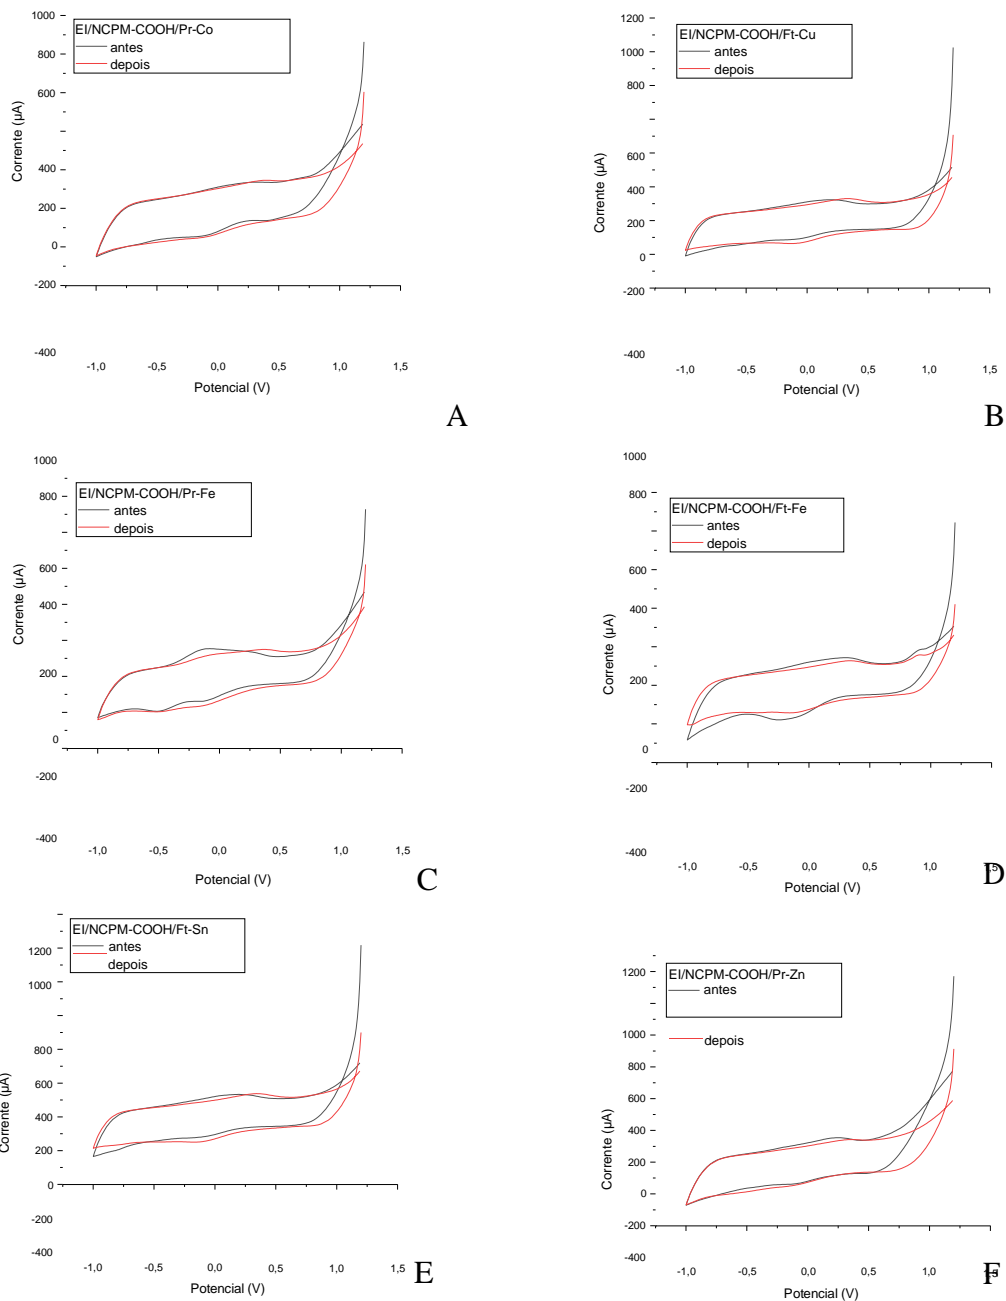 1000
EI/NCPM-COOH/Pr-Co
antes
depois
800
600
400
200
0
-200
-400
Corrente (µA)
-1,0 -0,5 0,0 0,5 1,0 1,5
Potencial (V)
A
1200
EI/NCPM-COOH/Ft-Cu
antes
depois
1000
800
600
400
200
0
-200
-400
Corrente (µA)
-1,0 -0,5 0,0 0,5 1,0 1,5
Potencial (V)
B
1000
EI/NCPM-COOH/Pr-Fe
antes
depois
800
600
400
200
0
-200
-400
Corrente (µA)
-1,0 -0,5 0,0 0,5 1,0 1,5
Potencial (V)
C
1000
800
EI/NCPM-COOH/Ft-Fe
antes
depois
600
400
200
0
-200
-400
Corrente (µA)
-1,0 -0,5 0,0 0,5 1,0 1,5
Potencial (V)
D
EI/NCPM-COOH/Ft-Sn
antes
depois
1200
1000
800
600
400
200
0
-200
-400
Corrente (µA)
-1,0 -0,5 0,0 0,5 1,0 1,5
E
EI/NCPM-COOH/Pr-Zn
antes
depois
1200
1000
800
600
400
200
0
-200
-400
Corrente (µA)
-1,0 -0,5 0,0 0,5 1,0 1,5
Potencial (V)
F